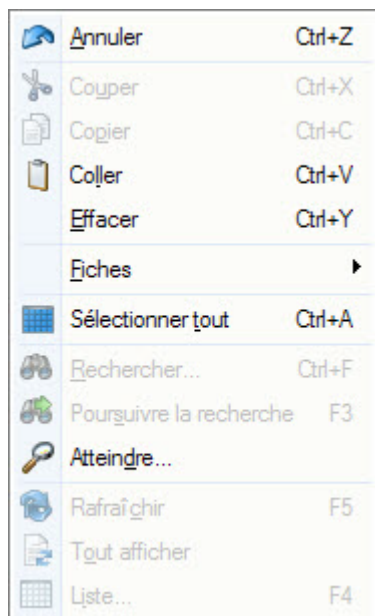 Annuler Ctrl+Z
Couper Ctrl+X
Copier Ctrl+C
Coller Ctrl+V
Effacer Ctrl+Y
Fiches
Sélectionner tout Ctrl+A
Rechercher... Ctrl+F
Poursuivre la recherche F3
Atteindre...
Rafraîchir F5
Tout afficher
Liste... F4